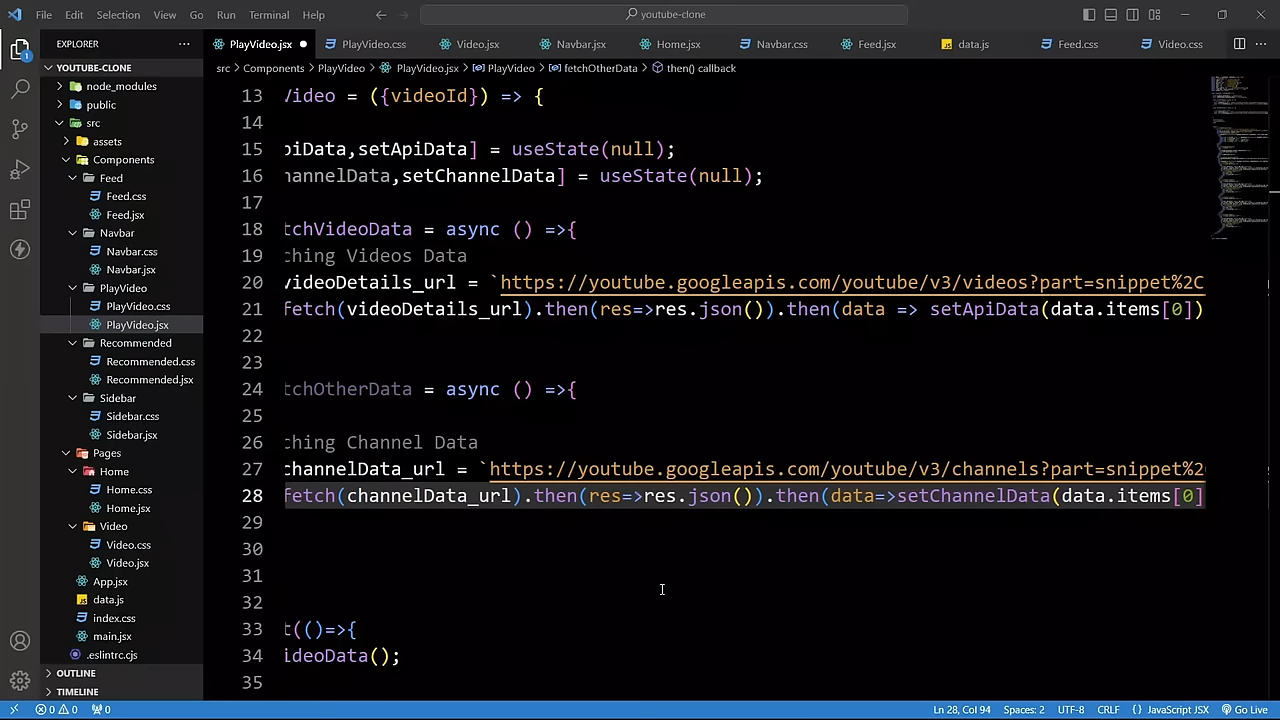 File Edit Selection View Go Run Terminal Help youtube-clone
EXPLORER
YOUTUBE-CLONE
node_modules
public
src
assets
Components
Feed
Feed.css
Feed.jsx
Navbar
Navbar.css
Navbar.jsx
PlayVideo
PlayVideo.css
PlayVideo.jsx
Recommended
Recommended.css
Recommended.jsx
Sidebar
Sidebar.css
Sidebar.jsx
Pages
Home
Home.css
Home.jsx
Video
Video.css
Video.jsx
App.jsx
data.js
index.css
main.jsx
.eslintrc.cjs
OUTLINE
TIMELINE
PlayVideo.jsx PlayVideo.css Video.jsx Navbar.jsx Home.jsx Navbar.css Feed.jsx data.js Feed.css Video.css
src > Components > PlayVideo > PlayVideo.jsx > PlayVideo > fetchOtherData > then() callback
13 Video = ({videoId}) => {
14
15 piData,setApiData] = useState(null);
16 hannelData,setChannelData] = useState(null);
17
18 tchVideoData = async () =>{
19 ching Videos Data
20 videoDetails_url = `https://youtube.googleapis.com/youtube/v3/videos?part=snippet%2C
21 fetch(videoDetails_url).then(res=>res.json()).then(data => setApiData(data.items[0])
22
23
24 tchOtherData = async () =>{
25
26 ching Channel Data
27 channelData_url = `https://youtube.googleapis.com/youtube/v3/channels?part=snippet%2
28 fetch(channelData_url).then(res=>res.json()).then(data=>setChannelData(data.items[0]
29
30
31
32
33 t(()=>{
34 ideoData();
35
0 0 0 Ln 28, Col 94 Spaces: 2 UTF-8 CRLF {} JavaScript JSX Go Live